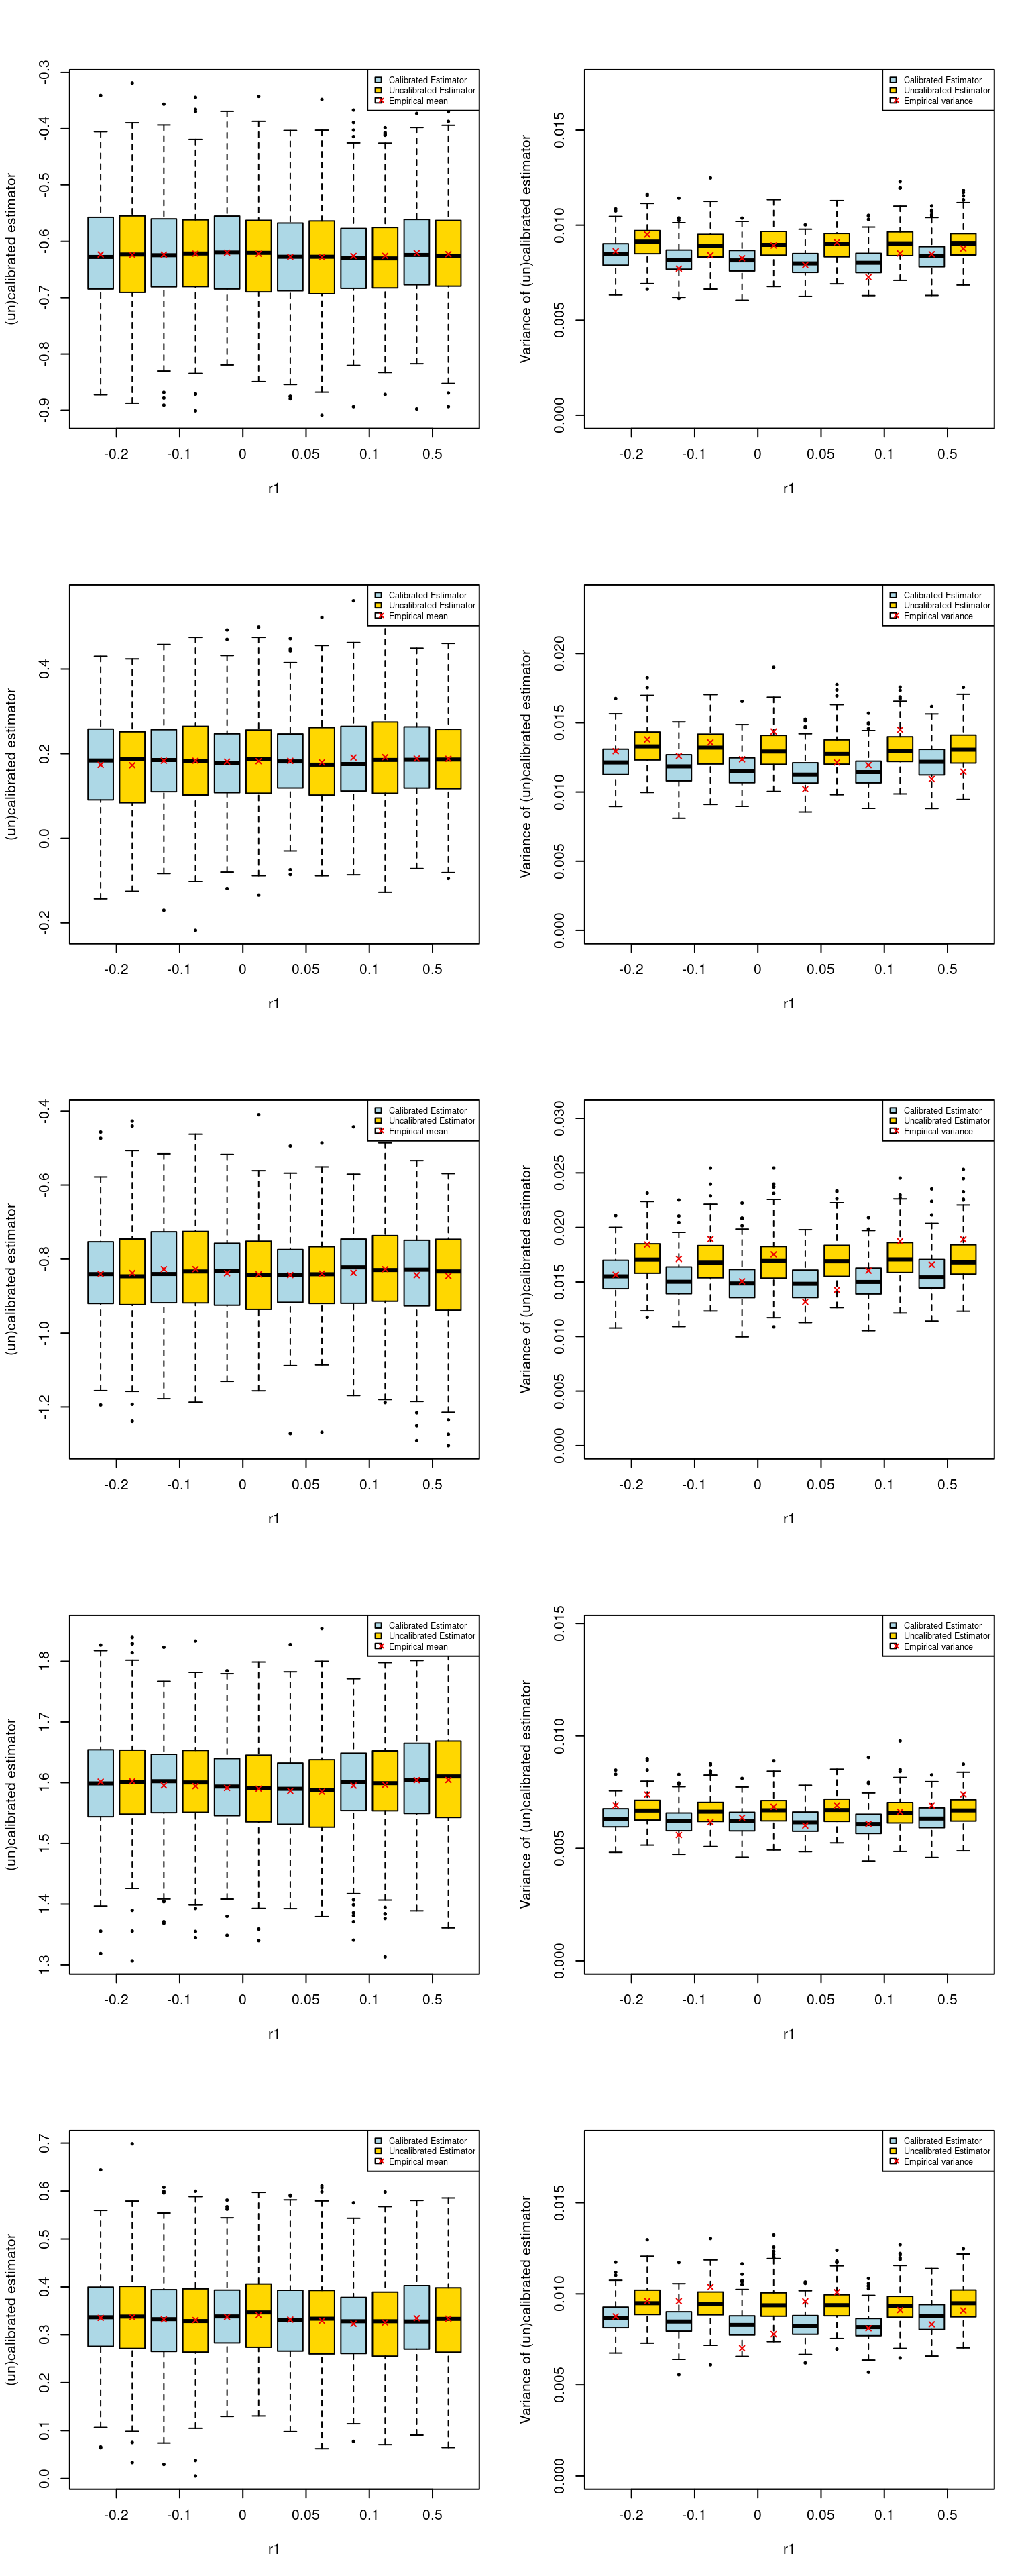 Calibrated Estimator
Uncalibrated Estimator
Empirical mean
(un)calibrated estimator
-0.3
-0.4
-0.5
-0.6
-0.7
-0.8
-0.9
-0.2 -0.1 0 0.05 0.1 0.5
r1
Calibrated Estimator
Uncalibrated Estimator
Empirical variance
Variance of (un)calibrated estimator
0.015
0.010
0.005
0.000
-0.2 -0.1 0 0.05 0.1 0.5
r1
Calibrated Estimator
Uncalibrated Estimator
Empirical mean
(un)calibrated estimator
0.4
0.2
0.0
-0.2
-0.2 -0.1 0 0.05 0.1 0.5
r1
Calibrated Estimator
Uncalibrated Estimator
Empirical variance
Variance of (un)calibrated estimator
0.020
0.015
0.010
0.005
0.000
-0.2 -0.1 0 0.05 0.1 0.5
r1
Calibrated Estimator
Uncalibrated Estimator
Empirical mean
(un)calibrated estimator
-0.4
-0.6
-0.8
-1.0
-1.2
-0.2 -0.1 0 0.05 0.1 0.5
r1
Calibrated Estimator
Uncalibrated Estimator
Empirical variance
Variance of (un)calibrated estimator
0.030
0.025
0.020
0.015
0.010
0.005
0.000
-0.2 -0.1 0 0.05 0.1 0.5
r1
Calibrated Estimator
Uncalibrated Estimator
Empirical mean
(un)calibrated estimator
1.8
1.7
1.6
1.5
1.4
1.3
-0.2 -0.1 0 0.05 0.1 0.5
r1
Calibrated Estimator
Uncalibrated Estimator
Empirical variance
Variance of (un)calibrated estimator
0.015
0.010
0.005
0.000
-0.2 -0.1 0 0.05 0.1 0.5
r1
Calibrated Estimator
Uncalibrated Estimator
Empirical mean
(un)calibrated estimator
0.7
0.6
0.5
0.4
0.3
0.2
0.1
0.0
-0.2 -0.1 0 0.05 0.1 0.5
r1
Calibrated Estimator
Uncalibrated Estimator
Empirical variance
Variance of (un)calibrated estimator
0.015
0.010
0.005
0.000
-0.2 -0.1 0 0.05 0.1 0.5
r1